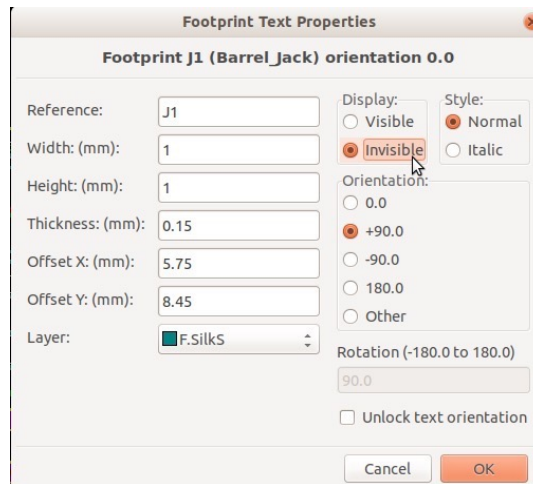 Footprint Text Properties
Footprint J1 (Barrel_Jack) orientation 0.0
Reference: J1
Width: (mm): 1
Height: (mm): 1
Thickness: (mm): 0.15
Offset X: (mm): 5.75
Offset Y: (mm): 8.45
Layer: F.SilkS
Display:
Visible
Invisible
Style:
Normal
Italic
Orientation:
0.0
+90.0
-90.0
180.0
Other
Rotation (-180.0 to 180.0)
90.0
Unlock text orientation
Cancel OK